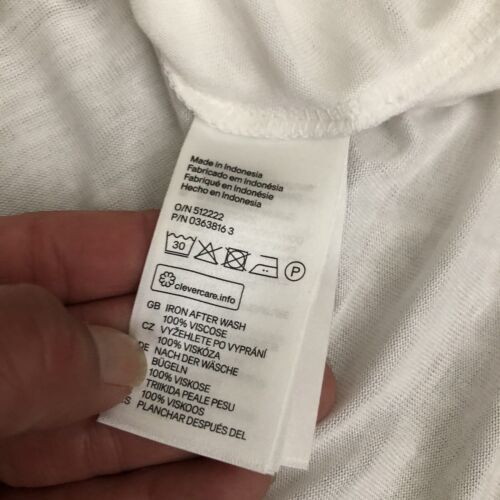 Made in Indonesia
Fabricado em Indonésia
Fabriqué en Indonésie
Hecho en Indonesia
O/N 512222
P/N 0363816 3
30 P
clevercare.info
GB IRON AFTER WASH
100% VISCOSE
CZ VYŽEHLETE PO VYPRÁNÍ
100% VISKÓZA
DE NACH DER WÄSCHE
BÜGELN
100% VISKOSE
TRIIKIDA PEALE PESU
100% VISKOOS
PLANCHAR DESPUÉS DEL